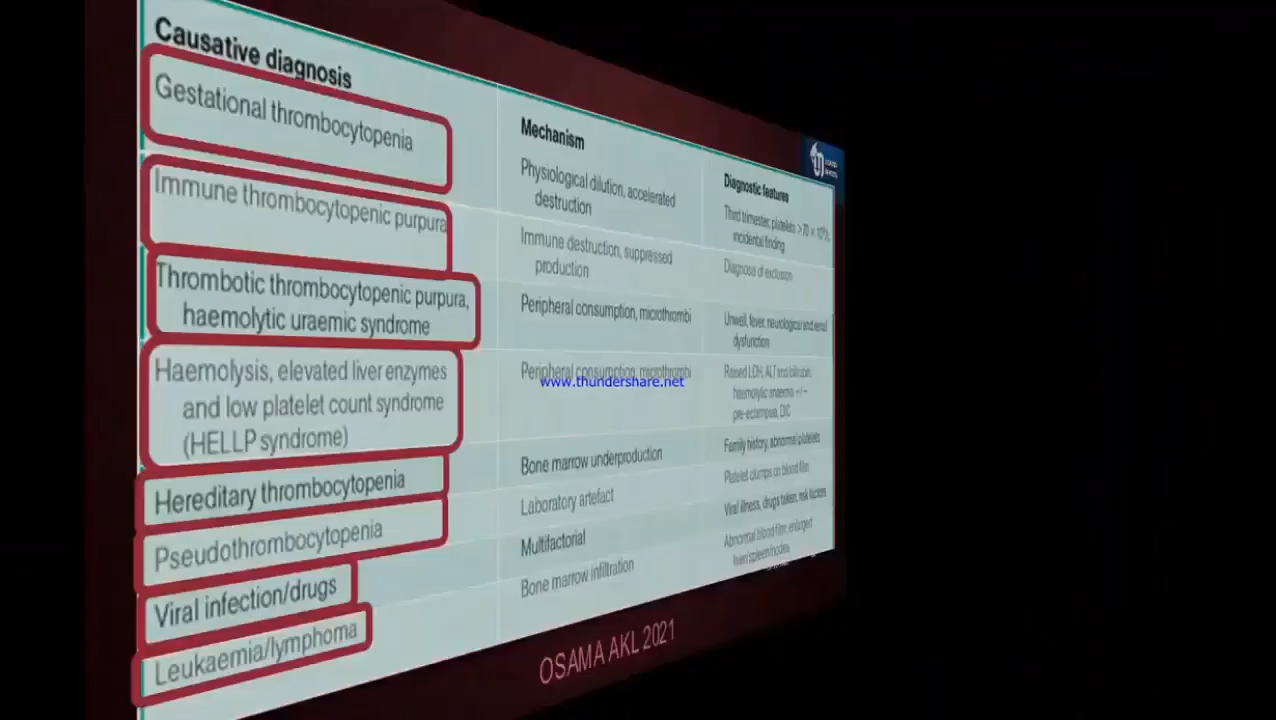 Causative diagnosis
Mechanism
Diagnostic features
Gestational thrombocytopenia
Physiological dilution, accelerated
destruction
Third trimester, platelets >70 × 10⁹/l,
incidental finding
Immune thrombocytopenic purpura
Immune destruction, suppressed
production
Diagnosis of exclusion
Thrombotic thrombocytopenic purpura,
haemolytic uraemic syndrome
Peripheral consumption, microthrombi
Unwell, fever, neurological and renal
dysfunction
Haemolysis, elevated liver enzymes
and low platelet count syndrome
(HELLP syndrome)
Peripheral consumption, microthrombi
Raised LDH, ALT and bilirubin,
haemolytic anaemia +/−
pre-eclampsia, DIC
Hereditary thrombocytopenia
Bone marrow underproduction
Family history, abnormal platelets
Pseudothrombocytopenia
Laboratory artefact
Platelet clumps on blood film
Viral infection/drugs
Multifactorial
Viral illness, drugs taken, risk factors
Leukaemia/lymphoma
Bone marrow infiltration
Abnormal blood film, enlarged
liver/spleen/nodes
www.thundershare.net
OSAMA AKL 2021